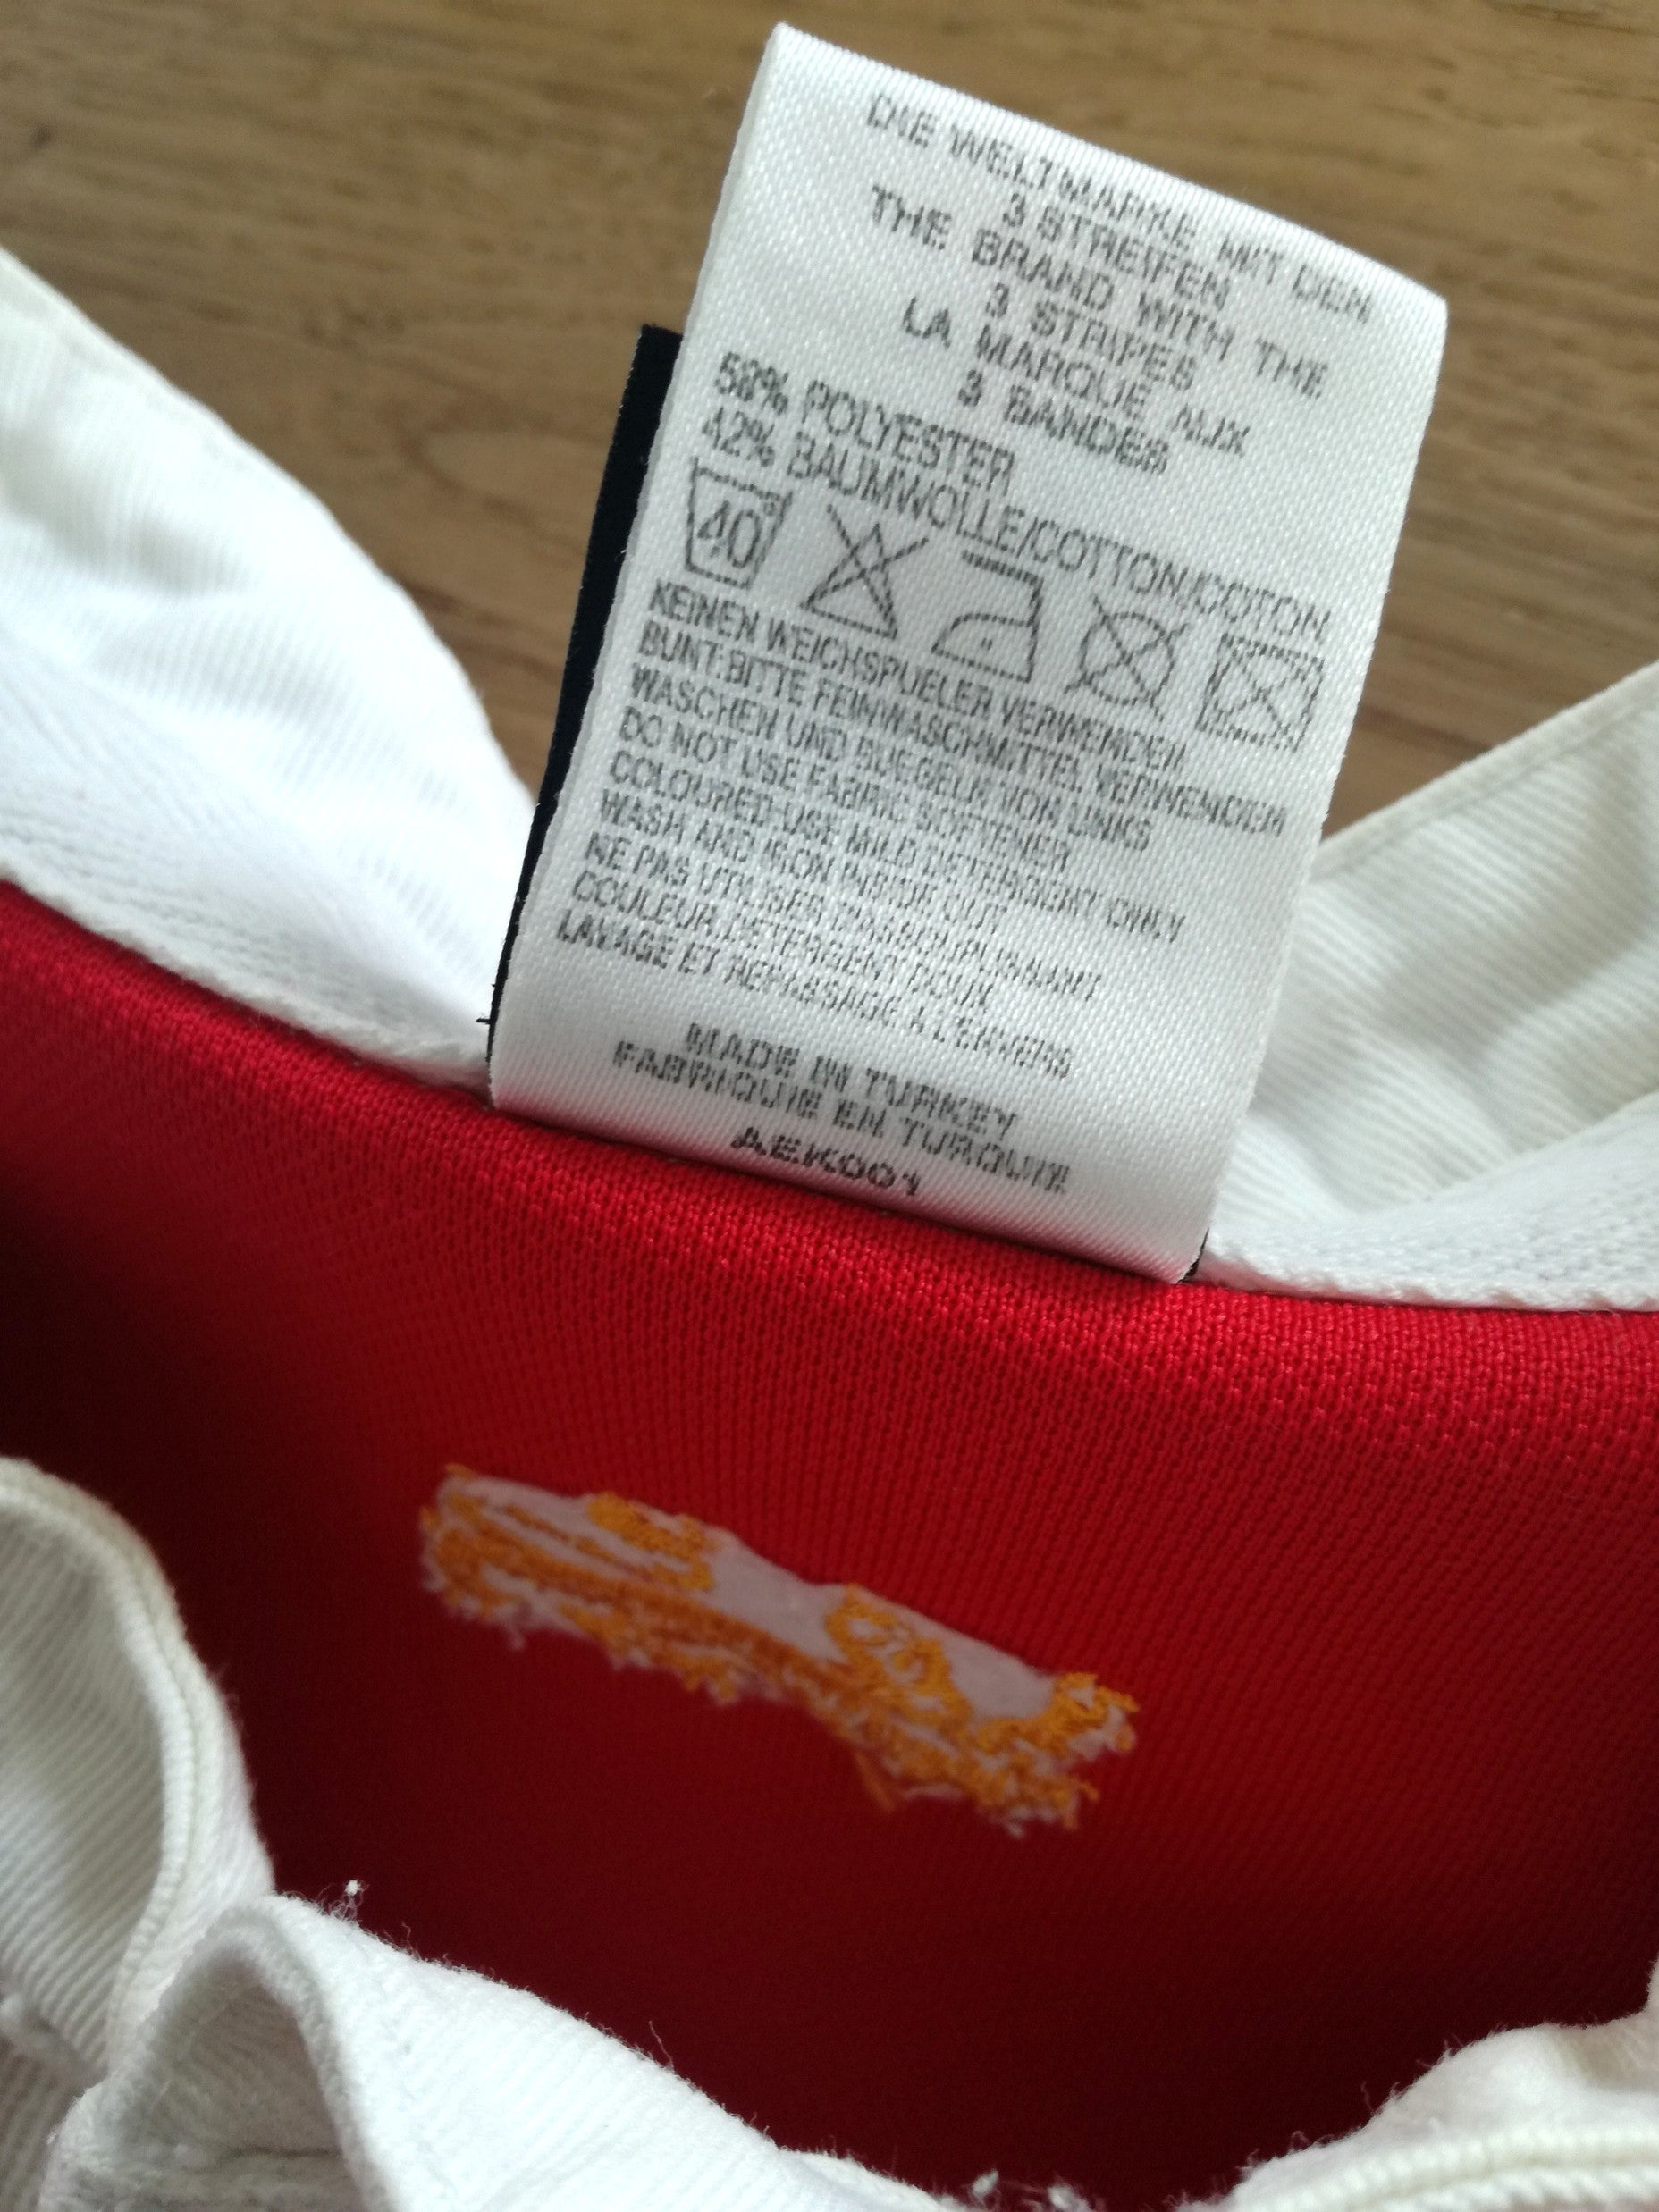 DIE WELTMARKE MIT DEN
3 STREIFEN
THE BRAND WITH THE
3 STRIPES
LA MARQUE AUX
3 BANDES
58% POLYESTER
42% BAUMWOLLE/COTTON/COTON
40°
KEINEN WEICHSPUELER VERWENDEN
BUNT:BITTE FEINWASCHMITTEL VERWENDEN
WASCHEN UND BUEGELN VON LINKS
DO NOT USE FABRIC SOFTENER
COLOURED:USE MILD DETERGENT ONLY
WASH AND IRON INSIDE OUT
NE PAS UTILISER D'ASSOUPLISSANT
COULEUR: DETERGENT DOUX
LAVAGE ET REPASSAGE A L'ENVERS
MADE IN TURKEY
FABRIQUE EN TURQUIE
AEK001